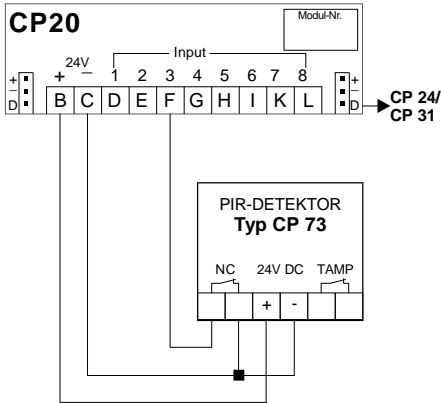 CP20
Modul-Nr.
24V
Input
+ − 1 2 3 4 5 6 7 8
+ − D
B C D E F G H I K L
+ − D
CP 24/
CP 31
PIR-DETEKTOR
Typ CP 73
NC 24V DC TAMP
+ -